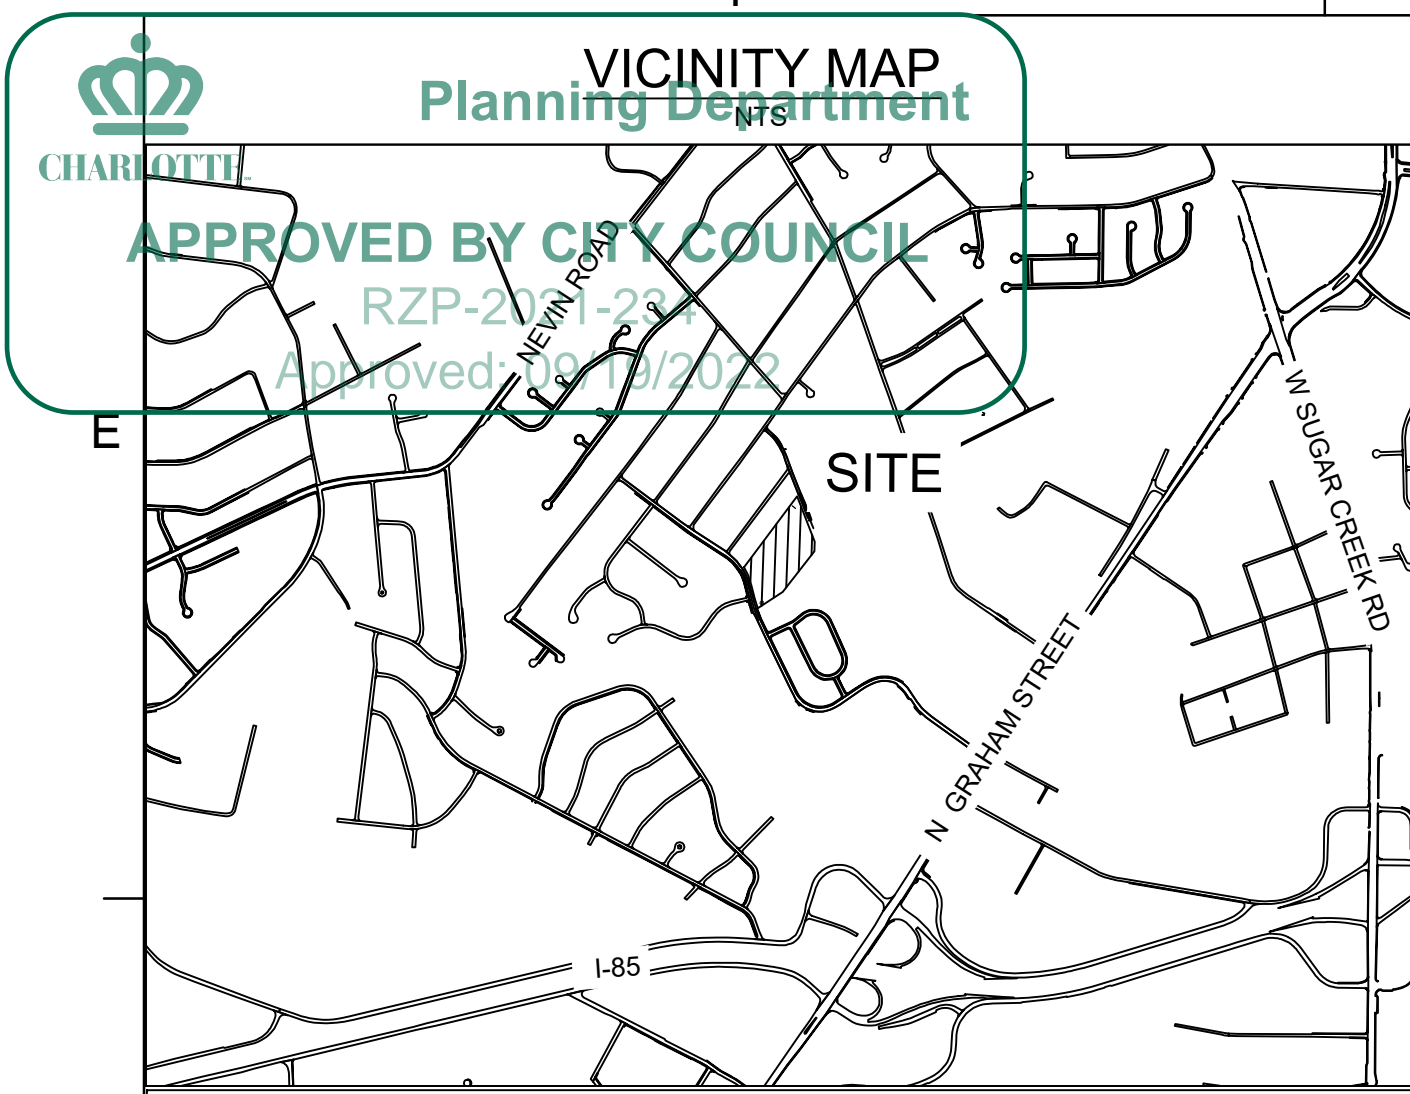 VICINITY MAP
NTS
Planning Department
CHARLOTTE
APPROVED BY CITY COUNCIL
RZP-2021-234
Approved: 09/19/2022
NEVIN ROAD
E
SITE
W SUGAR CREEK RD
N GRAHAM STREET
I-85